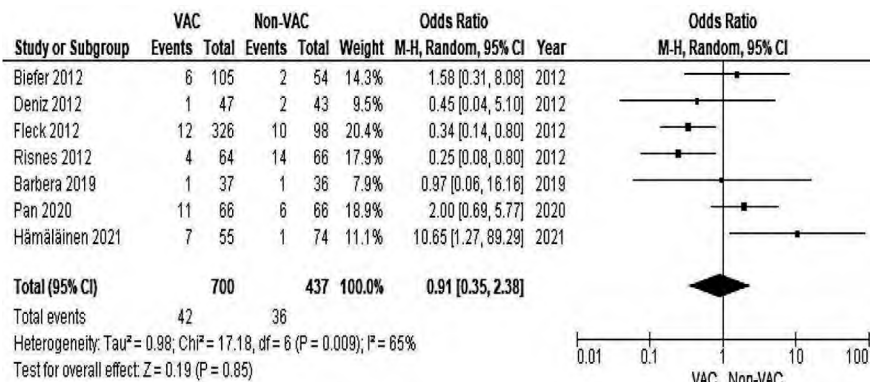 VAC Non-VAC Odds Ratio Odds Ratio
Study or Subgroup Events Total Events Total Weight M-H, Random, 95% CI Year M-H, Random, 95% CI
Biefer 2012 6 105 2 54 14.3% 1.58 [0.31, 8.08] 2012
Deniz 2012 1 47 2 43 9.5% 0.45 [0.04, 5.10] 2012
Fleck 2012 12 326 10 98 20.4% 0.34 [0.14, 0.80] 2012
Risnes 2012 4 64 14 66 17.9% 0.25 [0.08, 0.80] 2012
Barbera 2019 1 37 1 36 7.9% 0.97 [0.06, 16.16] 2019
Pan 2020 11 66 6 66 18.9% 2.00 [0.69, 5.77] 2020
Hämäläinen 2021 7 55 1 74 11.1% 10.65 [1.27, 89.29] 2021
Total (95% CI) 700 437 100.0% 0.91 [0.35, 2.38]
Total events 42 36
Heterogeneity: Tau² = 0.98; Chi² = 17.18, df = 6 (P = 0.009); I² = 65%
Test for overall effect: Z = 0.19 (P = 0.85)
0.01 0.1 1 10 100
VAC Non-VAC